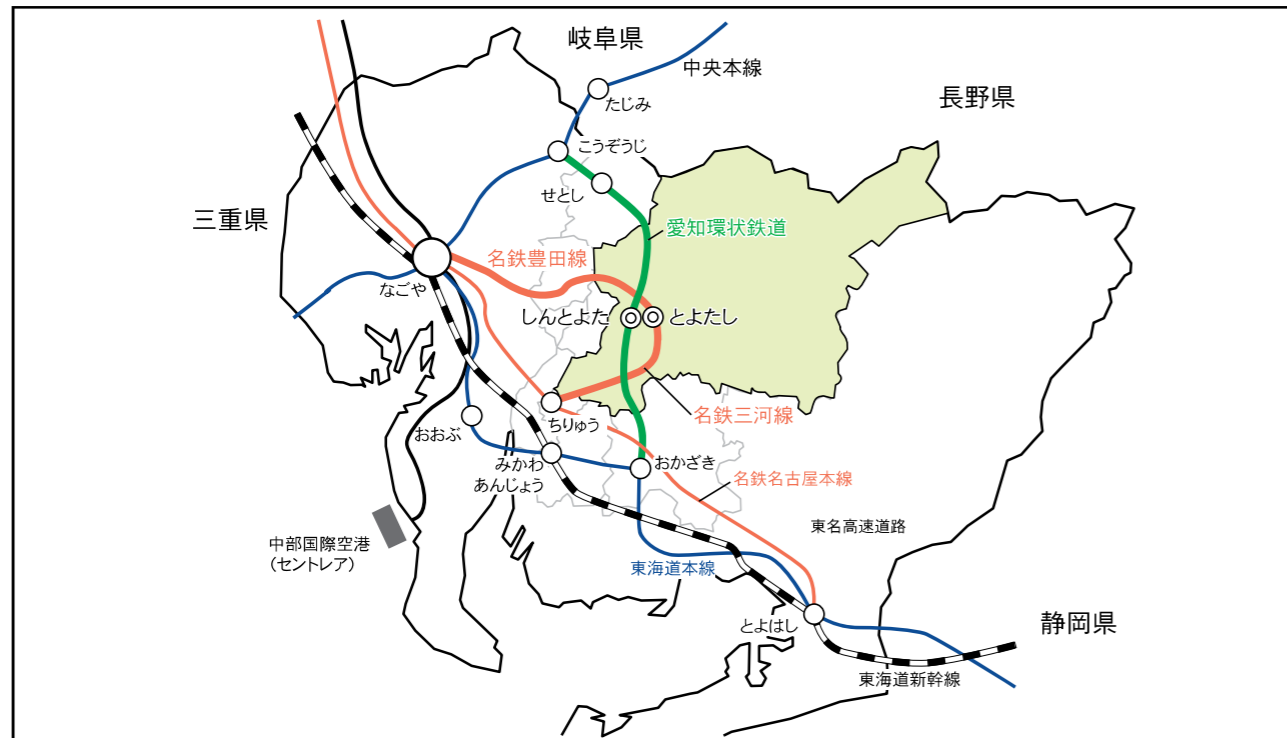 岐阜県
中央本線
たじみ
長野県
こうぞうじ
せとし
三重県
愛知環状鉄道
名鉄豊田線
なごや
しんとよた
とよたし
名鉄三河線
ちりゅう
おおぶ
みかわ
あんじょう
おかざき
名鉄名古屋本線
東名高速道路
中部国際空港
(セントレア)
東海道本線
とよはし
静岡県
東海道新幹線